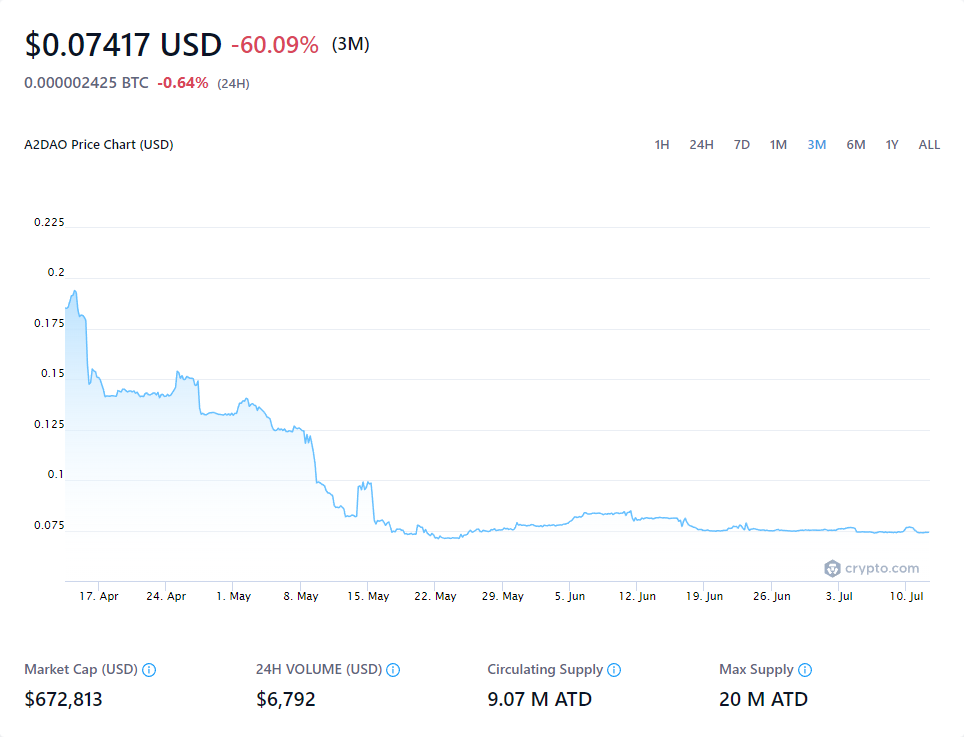 $0.07417 USD -60.09% (3M)
0.000002425 BTC -0.64% (24H)
A2DAO Price Chart (USD) 1H 24H 7D 1M 3M 6M 1Y ALL
0.225
0.2
0.175
0.15
0.125
0.1
0.075
crypto.com
17. Apr 24. Apr 1. May 8. May 15. May 22. May 29. May 5. Jun 12. Jun 19. Jun 26. Jun 3. Jul 10. Jul
Market Cap (USD) 24H VOLUME (USD) Circulating Supply Max Supply
$672,813 $6,792 9.07 M ATD 20 M ATD